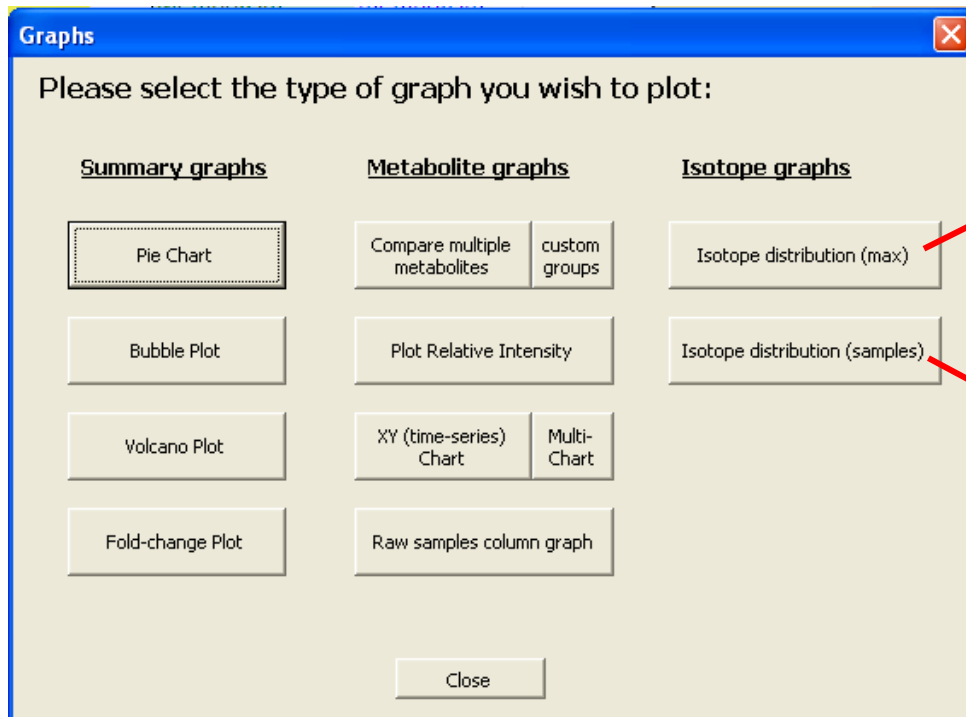 Graphs
Please select the type of graph you wish to plot:
Summary graphs
Metabolite graphs
Isotope graphs
Pie Chart
Compare multiple
metabolites
custom
groups
Isotope distribution (max)
Bubble Plot
Plot Relative Intensity
Isotope distribution (samples)
Volcano Plot
XY (time-series)
Chart
Multi-
Chart
Fold-change Plot
Raw samples column graph
Close